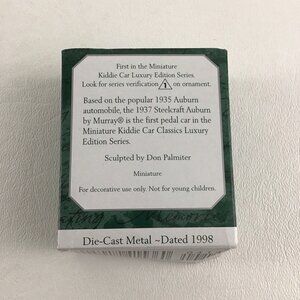 First in the Miniature
Kiddie Car Luxury Edition Series.
Look for series verification 1 on ornament.
Based on the popular 1935 Auburn
automobile, the 1937 Steelcraft Auburn
by Murray® is the first pedal car in the
Miniature Kiddie Car Classics Luxury
Edition Series.
Sculpted by Don Palmiter
Miniature
For decorative use only. Not for young children.
Die-Cast Metal ~Dated 1998